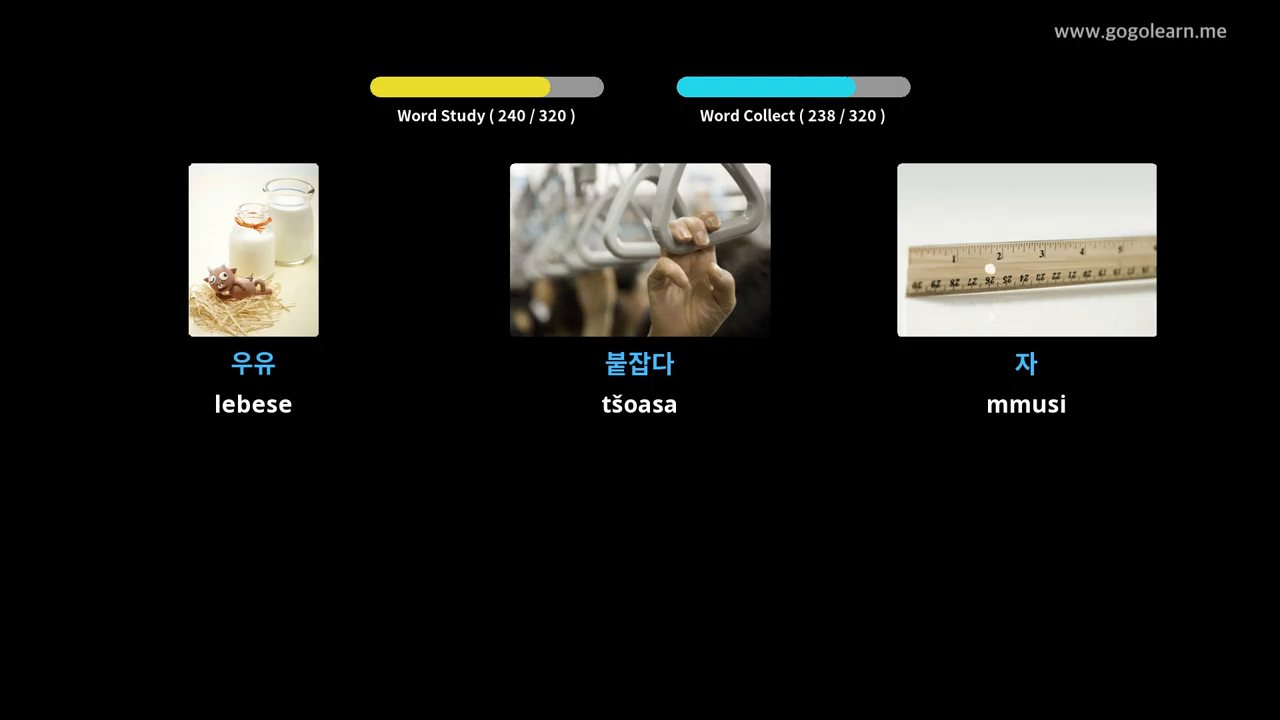 www.gogolearn.me
Word Study ( 240 / 320 )
Word Collect ( 238 / 320 )
우유
붙잡다
자
lebese
tšoasa
mmusi